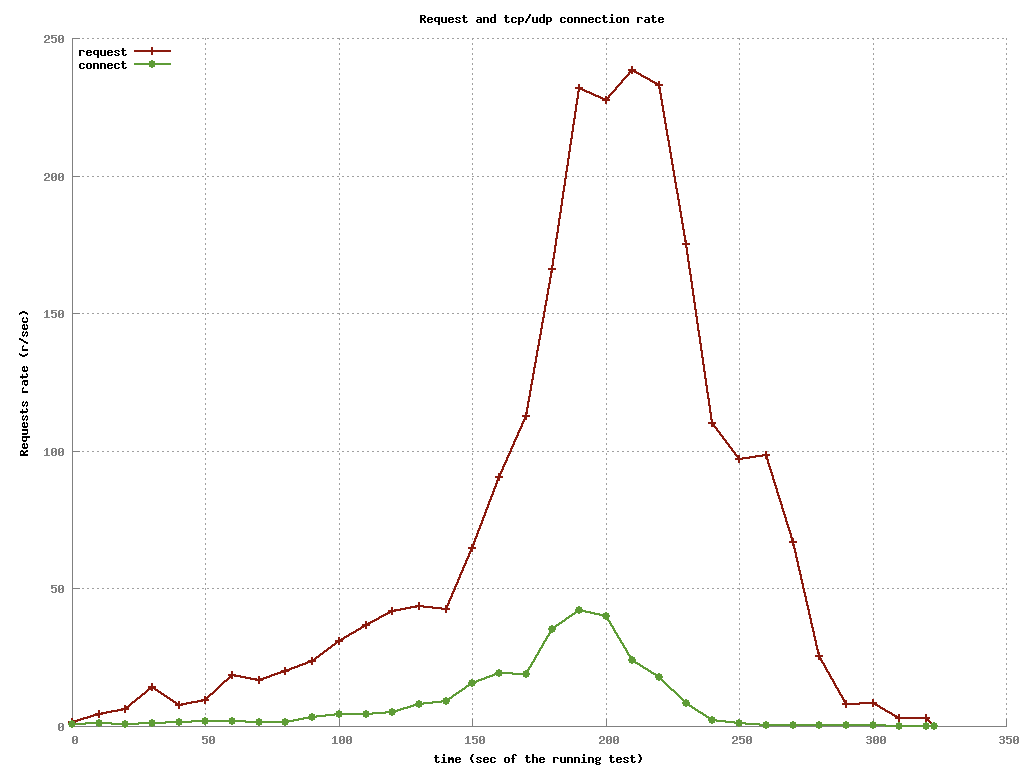 Request and tcp/udp connection rate
request
connect
250
200
150
100
50
0
Requests rate (r/sec)
0 50 100 150 200 250 300 350
time (sec of the running test)